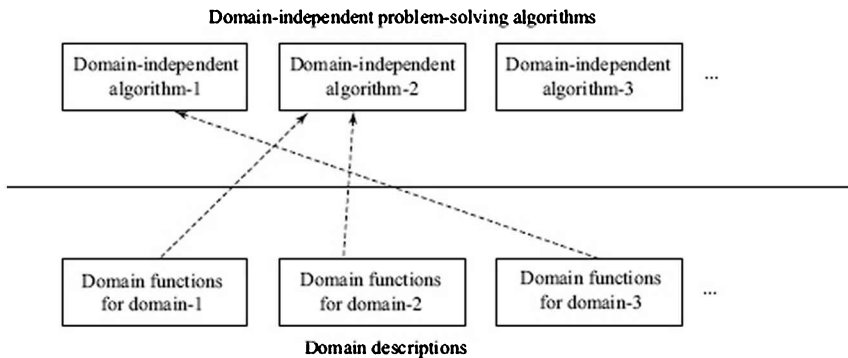 Domain-independent problem-solving algorithms
Domain-independent
algorithm-1
Domain-independent
algorithm-2
Domain-independent
algorithm-3
...
Domain functions
for domain-1
Domain functions
for domain-2
Domain functions
for domain-3
...
Domain descriptions